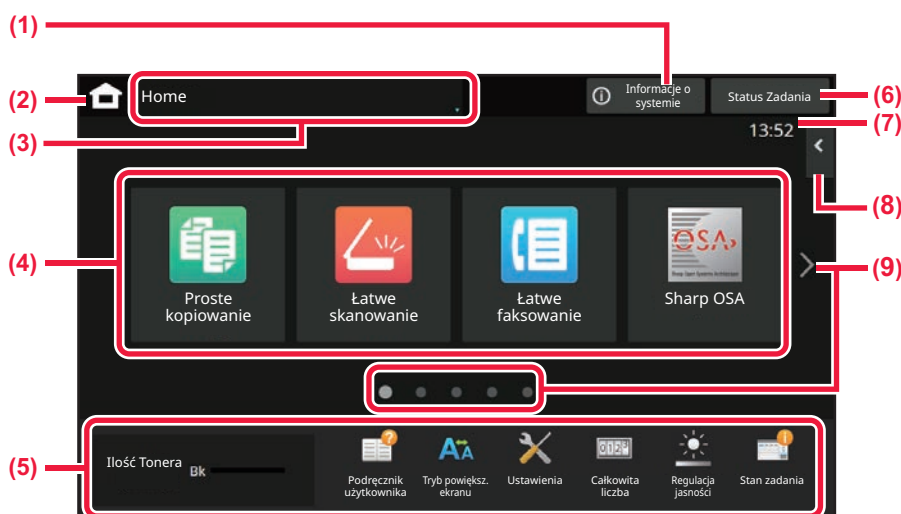 (1)
(2)
Home
Informacje o
systemie
Status Zadania
(6)
(3)
13:52
(7)
(8)
(4)
OSA
Proste
kopiowanie
Łatwe
skanowanie
Łatwe
faksowanie
Sharp OSA
(9)
(5)
Ilość Tonera
Bk
Podręcznik
użytkownika
Tryb powiększ.
ekranu
Ustawienia
Całkowita
liczba
Regulacja
jasności
Stan zadania